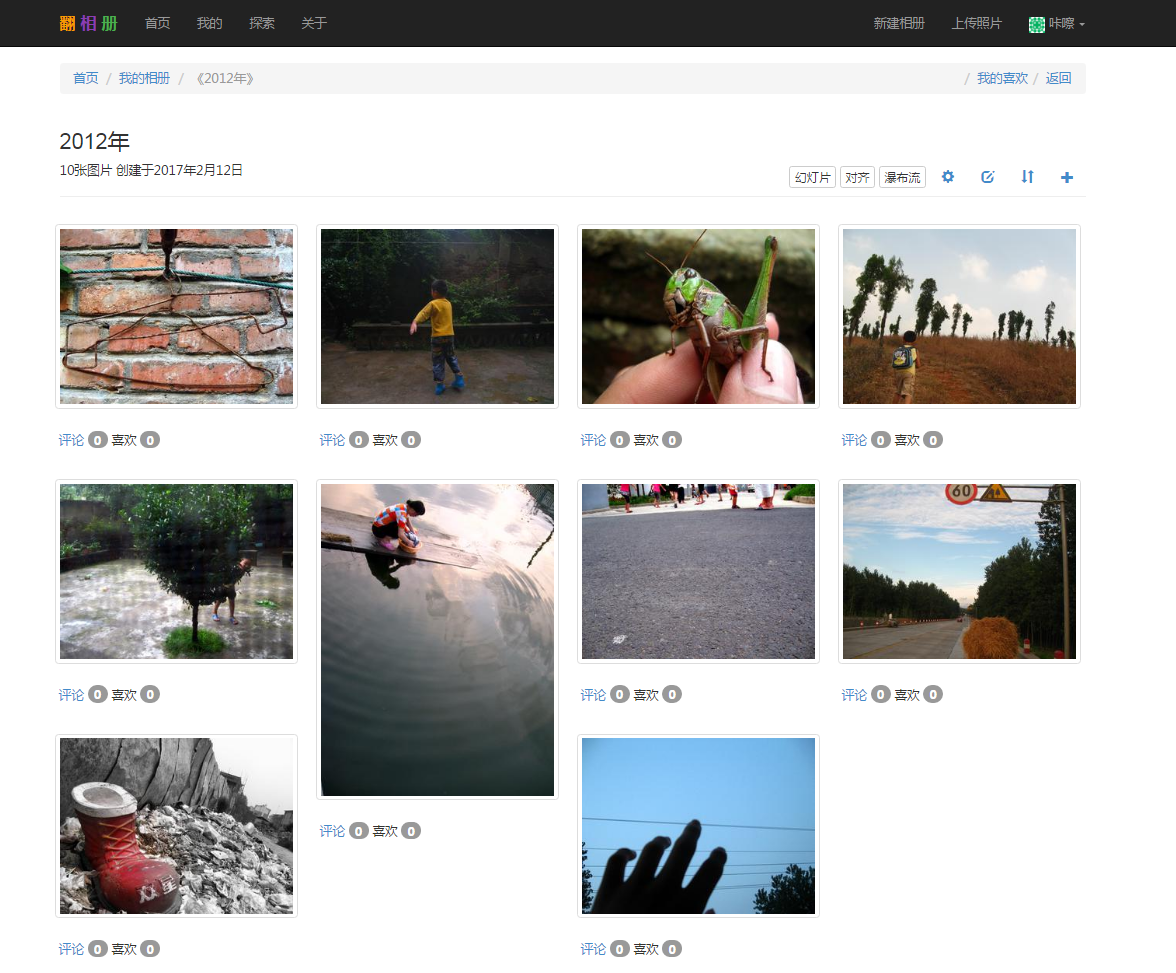 翻相册 首页 我的 探索 关于 新建相册 上传照片 咔嚓
首页 / 我的相册 / 《2012年》 / 我的喜欢 / 返回
2012年
10张图片 创建于2017年2月12日
幻灯片 对齐 瀑布流
评论 0 喜欢 0 评论 0 喜欢 0 评论 0 喜欢 0 评论 0 喜欢 0
60
评论 0 喜欢 0 评论 0 喜欢 0 评论 0 喜欢 0
评论 0 喜欢 0
评论 0 喜欢 0 评论 0 喜欢 0